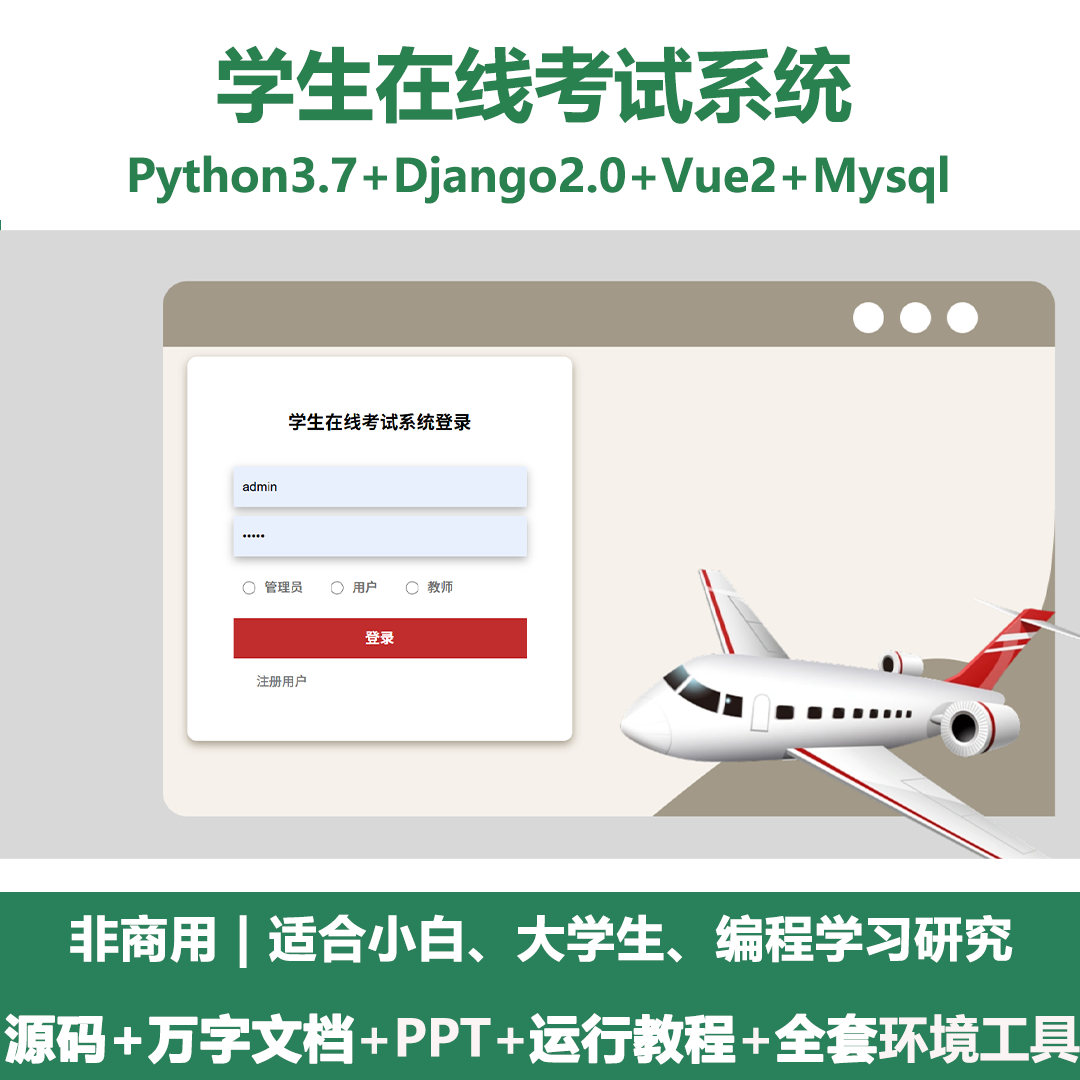 学生在线考试系统
Python3.7+Django2.0+Vue2+Mysql
学生在线考试系统登录
admin
•••••
管理员 用户 教师
登录
注册用户
非商用｜适合小白、大学生、编程学习研究
源码+万字文档+PPT+运行教程+全套环境工具